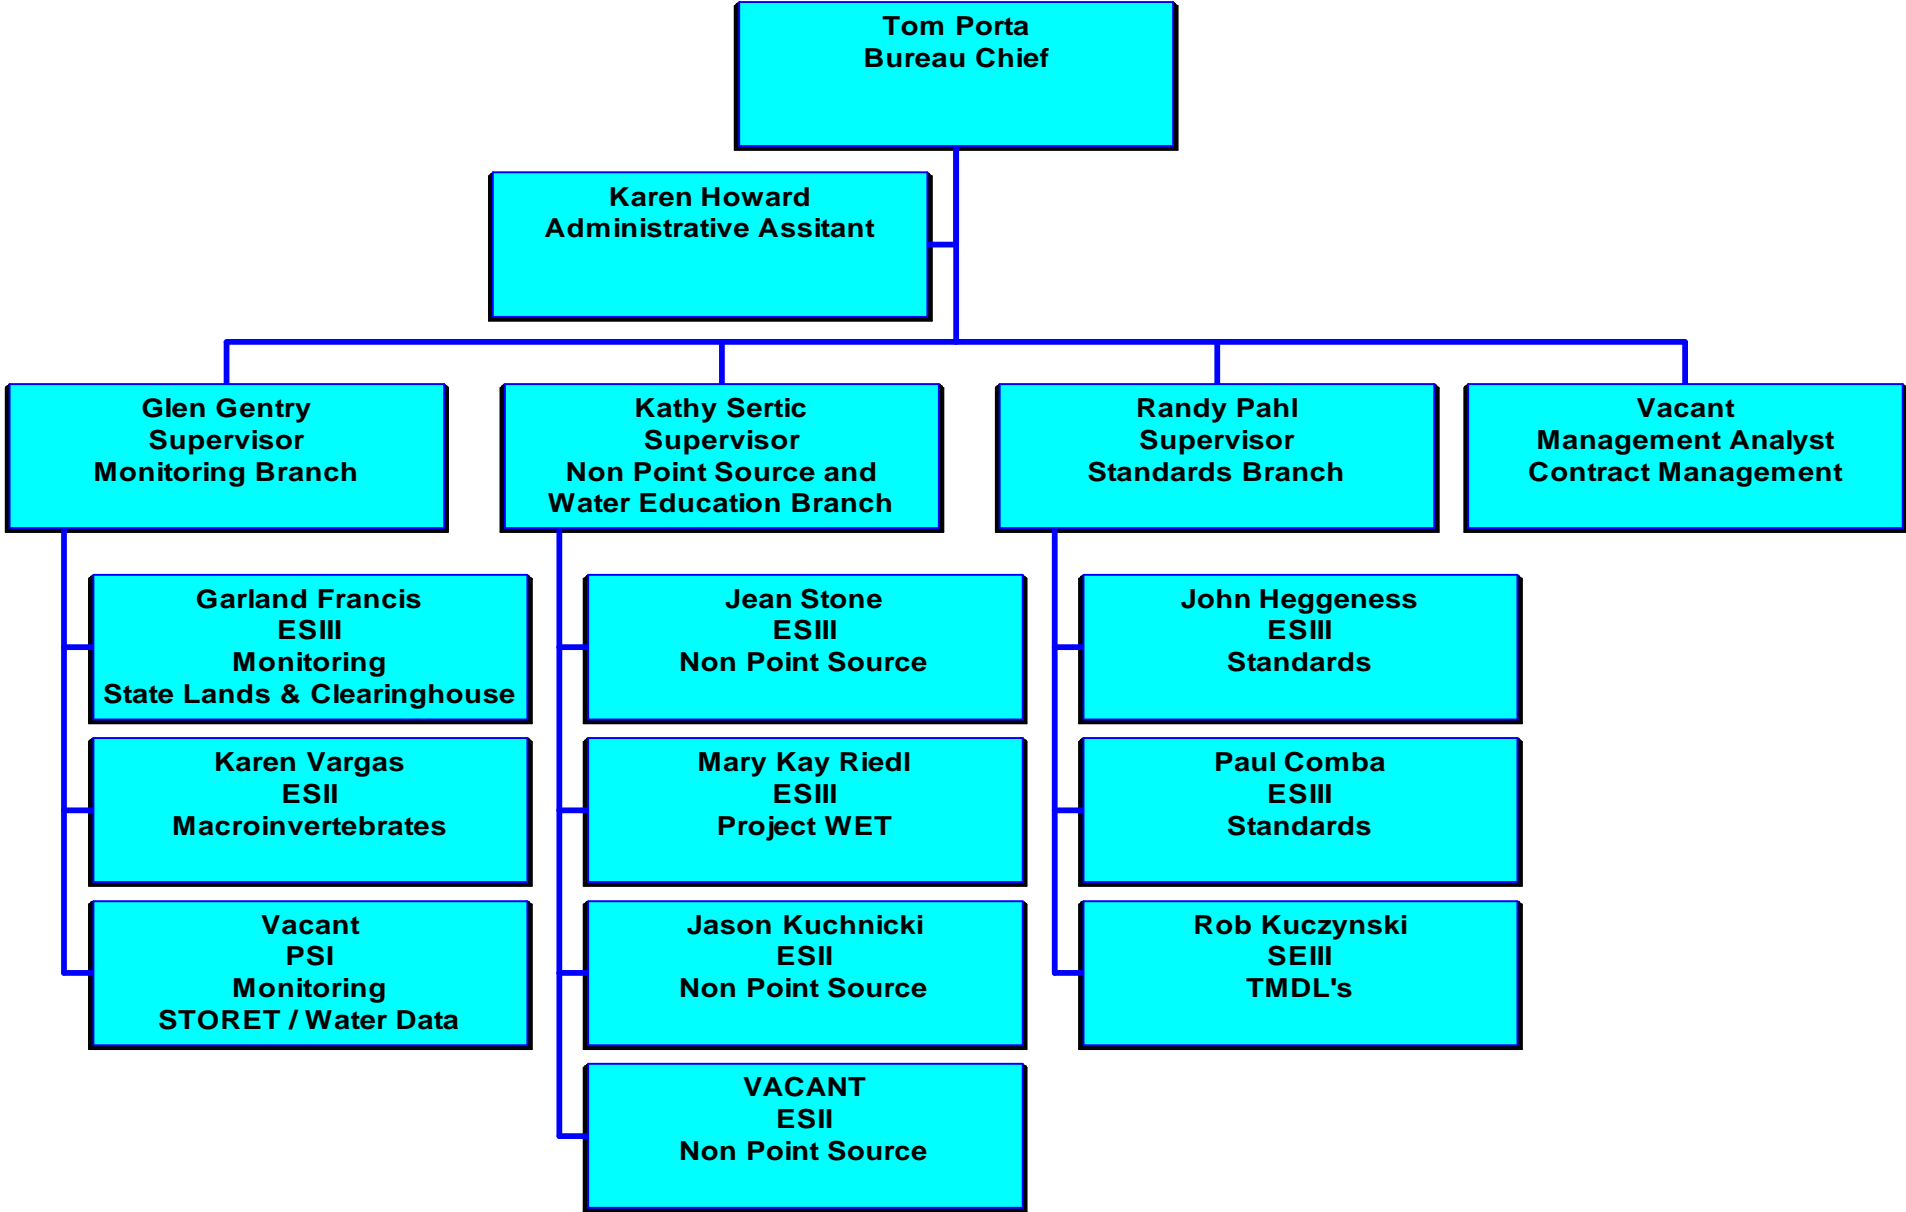 Tom Porta
Bureau Chief
Karen Howard
Administrative Assitant
Glen Gentry
Supervisor
Monitoring Branch
Kathy Sertic
Supervisor
Non Point Source and
Water Education Branch
Randy Pahl
Supervisor
Standards Branch
Vacant
Management Analyst
Contract Management
Garland Francis
ESIII
Monitoring
State Lands & Clearinghouse
Karen Vargas
ESII
Macroinvertebrates
Vacant
PSI
Monitoring
STORET / Water Data
Jean Stone
ESIII
Non Point Source
Mary Kay Riedl
ESIII
Project WET
Jason Kuchnicki
ESII
Non Point Source
VACANT
ESII
Non Point Source
John Heggeness
ESIII
Standards
Paul Comba
ESIII
Standards
Rob Kuczynski
SEIII
TMDL's